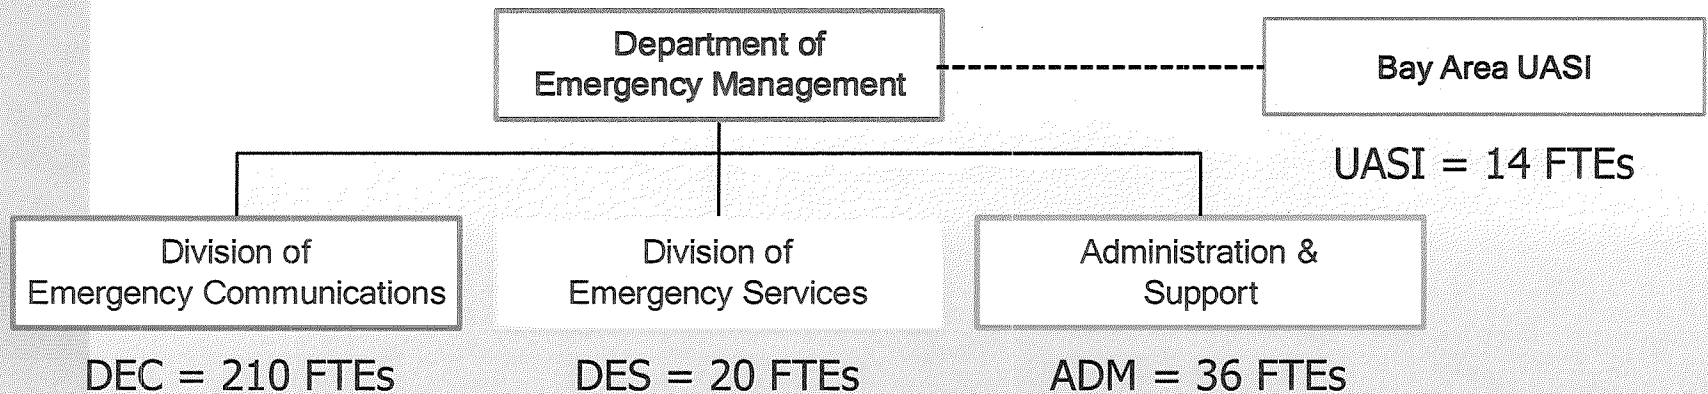 Department of
Emergency Management
Bay Area UASI
UASI = 14 FTEs
Division of
Emergency Communications
Division of
Emergency Services
Administration &
Support
DEC = 210 FTEs
DES = 20 FTEs
ADM = 36 FTEs